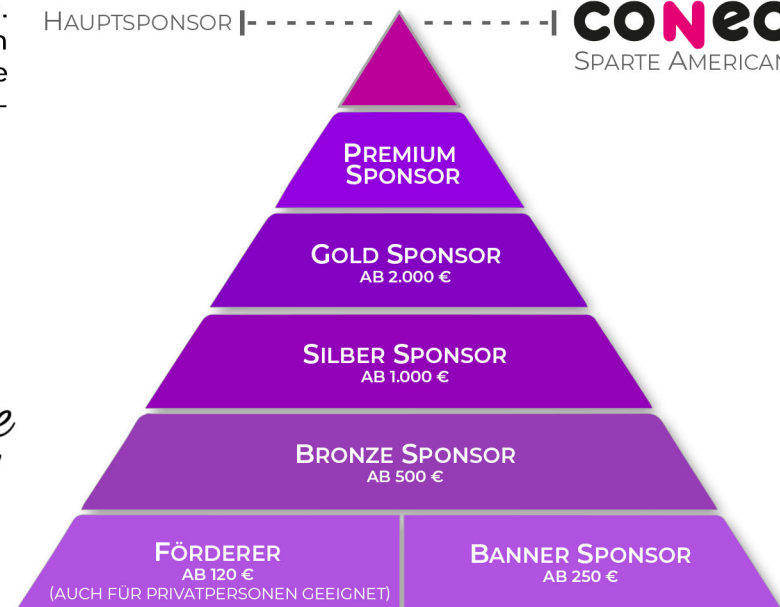 HAUPTSPONSOR
SPARTE
PREMIUM
SPONSOR
GOLD SPONSOR
AB 2.000 €
SILBER SPONSOR
AB 1.000 €
BRONZE SPONSOR
AB 500 €
FÖRDERER
AB 120 €
(AUCH FÜR PRIVATPERSONEN GEEIGNET)
BANNER SPONSOR
AB 250 €